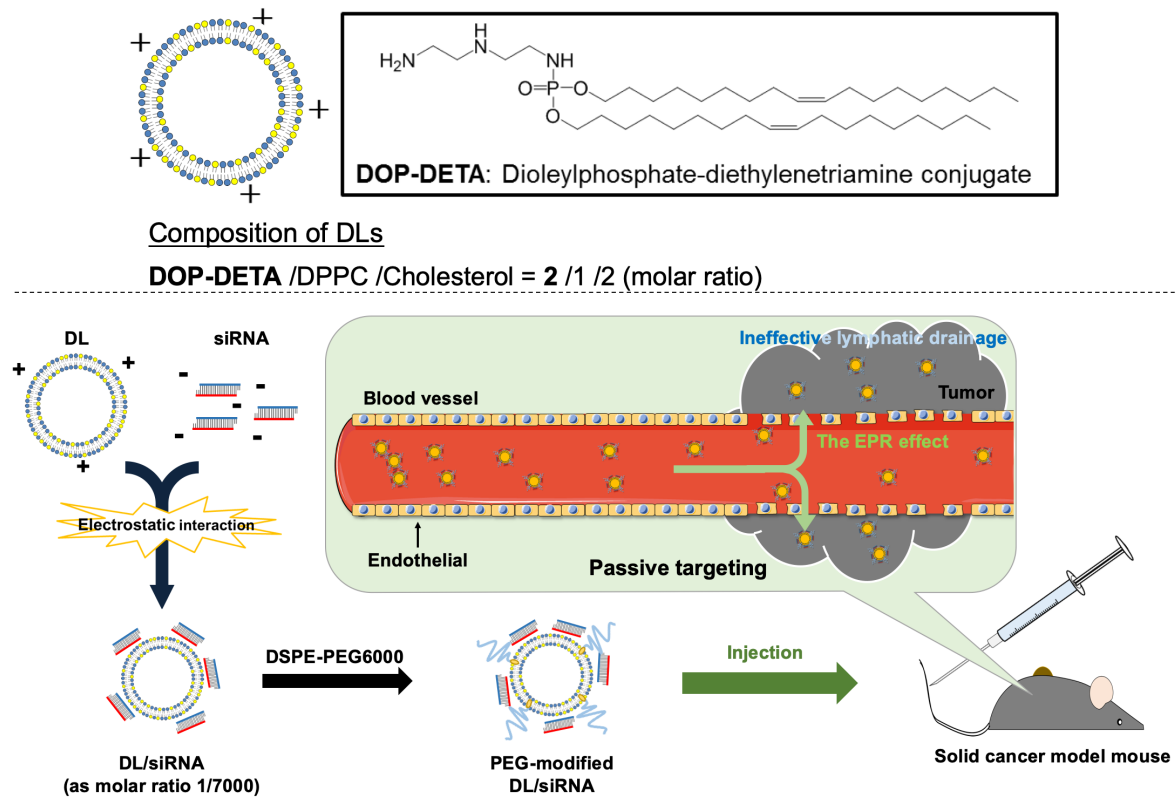 H
H₂N
N
NH
O
P
O
O
DOP-DETA: Dioleylphosphate-diethylenetriamine conjugate
Composition of DLs
DOP-DETA /DPPC /Cholesterol = 2 /1 /2 (molar ratio)
DL
siRNA
Electrostatic interaction
Ineffective lymphatic drainage
Blood vessel
Tumor
The EPR effect
Endothelial
Passive targeting
DSPE-PEG6000
Injection
DL/siRNA
(as molar ratio 1/7000)
PEG-modified
DL/siRNA
Solid cancer model mouse